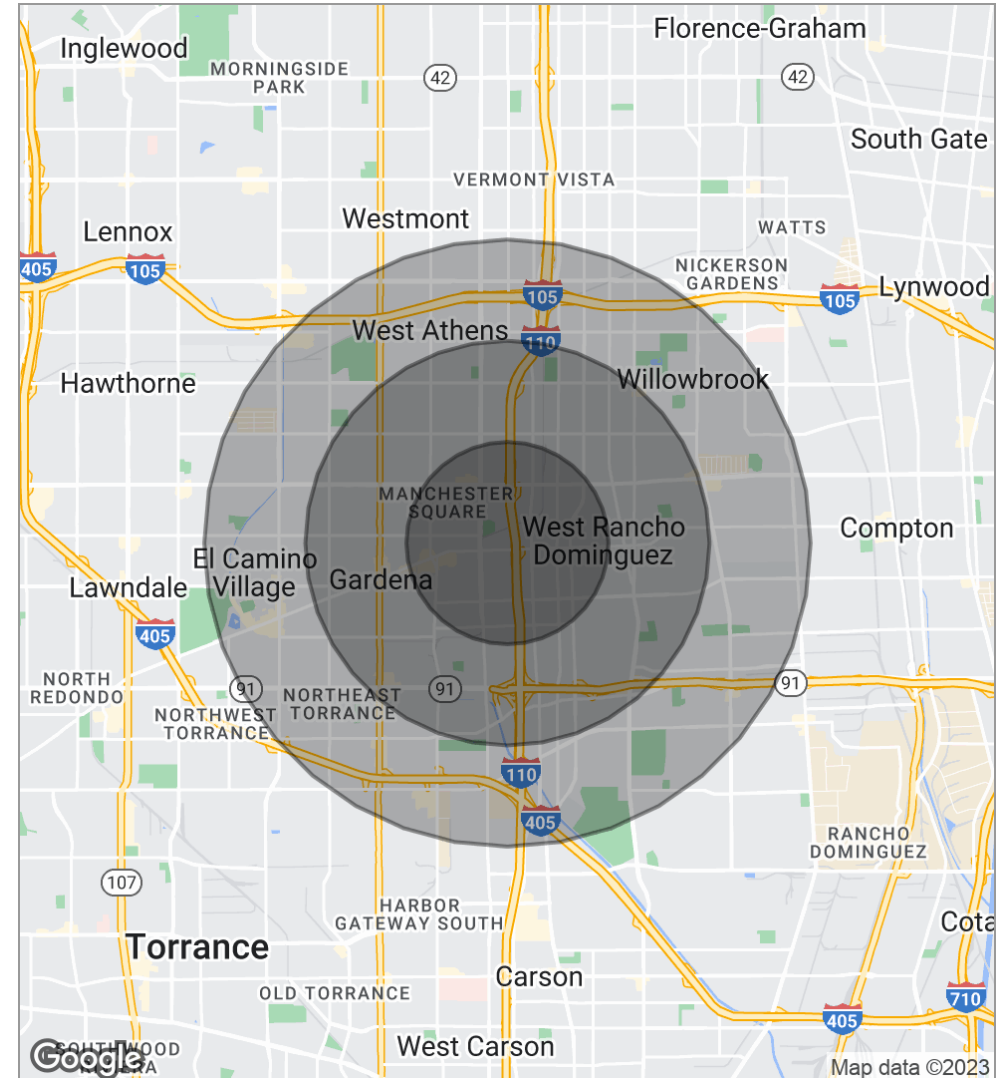 Florence-Graham
Inglewood
MORNINGSIDE
PARK
42
42
South Gate
VERMONT VISTA
Westmont
Lennox
WATTS
405
105
NICKERSON
GARDENS
105
105
Lynwood
West Athens
110
Hawthorne
Willowbrook
MANCHESTER
SQUARE
West Rancho
Dominguez
Compton
El Camino
Village
Gardena
Lawndale
405
NORTH
REDONDO
91
NORTHEAST
TORRANCE
91
91
NORTHWEST
TORRANCE
110
405
RANCHO
DOMINGUEZ
107
HARBOR
GATEWAY SOUTH
Cota
Torrance
Carson
OLD TORRANCE
710
405
West Carson
Google
Map data ©2023